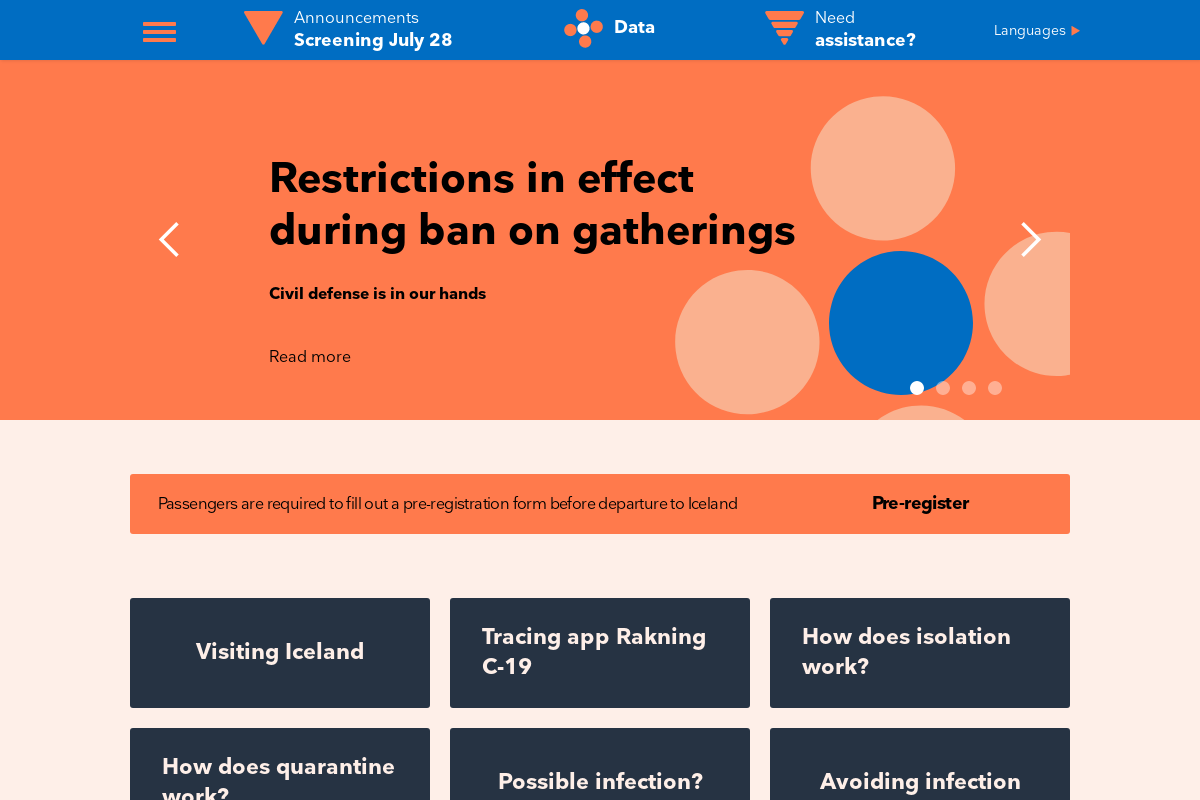 Announcements
Screening July 28
Data
Need
assistance?
Languages
Restrictions in effect
during ban on gatherings
Civil defense is in our hands
Read more
Passengers are required to fill out a pre-registration form before departure to Iceland
Pre-register
Visiting Iceland
Tracing app Rakning
C-19
How does isolation
work?
How does quarantine
work?
Possible infection?
Avoiding infection